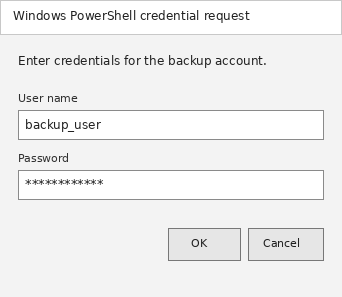 Windows PowerShell credential request
Enter credentials for the backup account.
User name
backup_user
Password
************
OK
Cancel